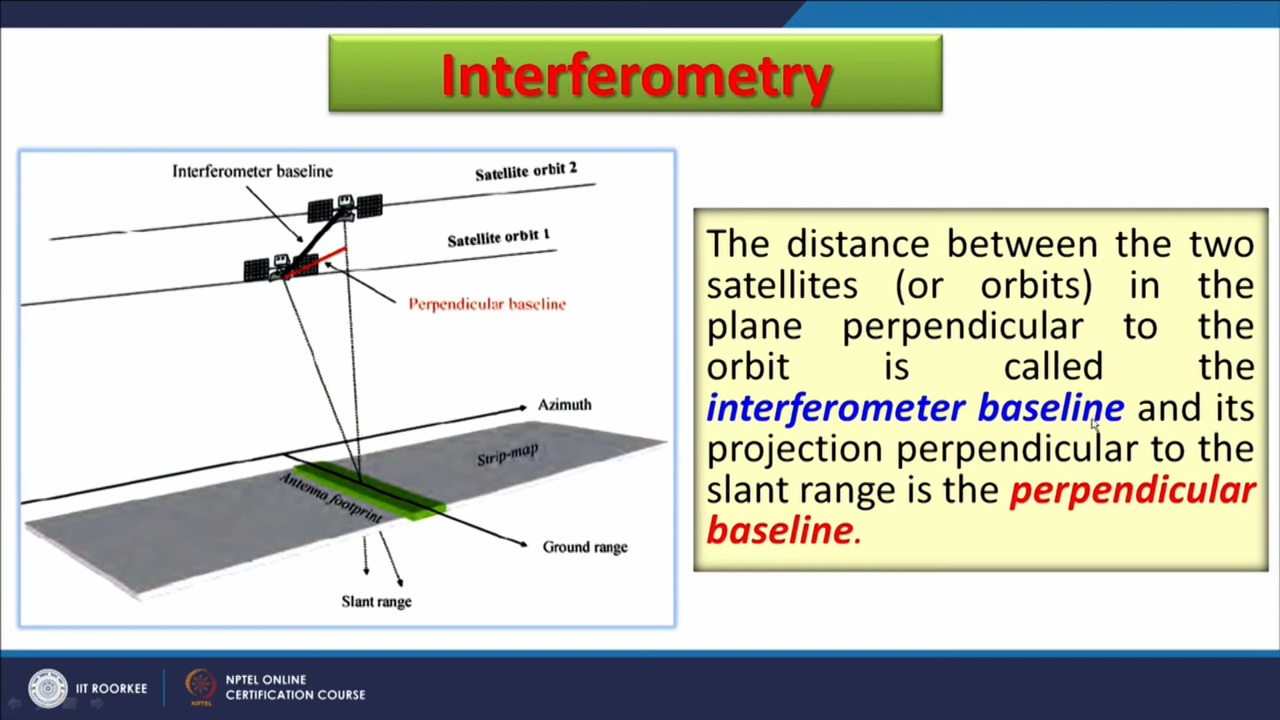 Interferometry
Interferometer baseline
Satellite orbit 2
Satellite orbit 1
Perpendicular baseline
Azimuth
Strip-map
Antenno footprint
Ground range
Slant range
The distance between the two
satellites (or orbits) in the
plane perpendicular to the
orbit is called the
interferometer baseline and its
projection perpendicular to the
slant range is the perpendicular
baseline.
IIT ROORKEE
NPTEL
NPTEL ONLINE
CERTIFICATION COURSE